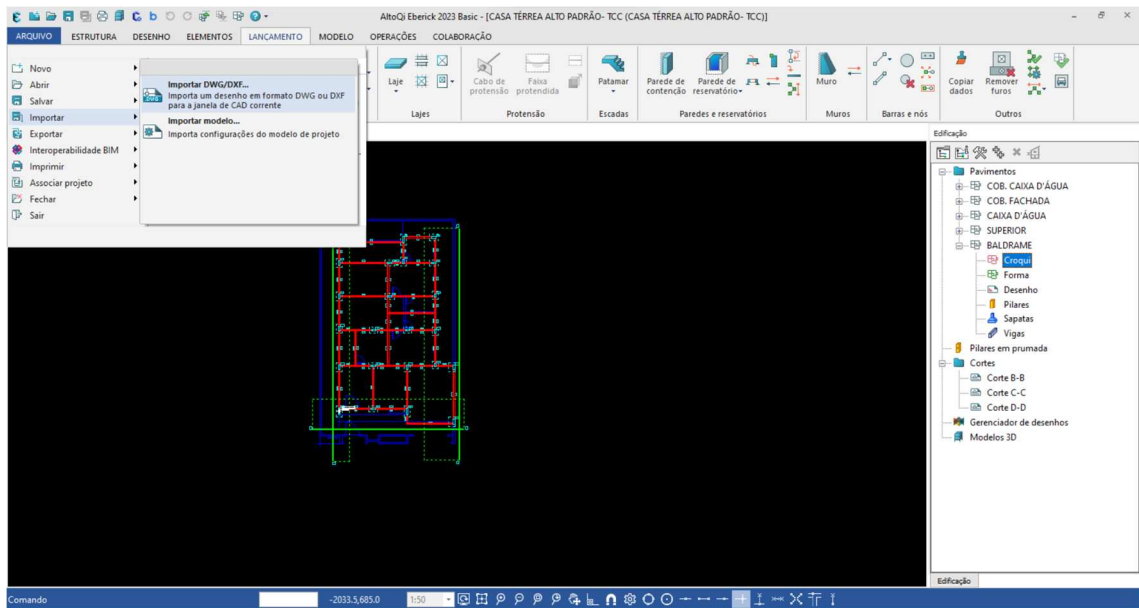 AltoQi Eberick 2023 Basic - [CASA TÉRREA ALTO PADRÃO- TCC (CASA TÉRREA ALTO PADRÃO- TCC)]
ARQUIVO ESTRUTURA DESENHO ELEMENTOS LANÇAMENTO MODELO OPERAÇÕES COLABORAÇÃO
Novo
Abrir
Salvar
Importar
Exportar
Interoperabilidade BIM
Imprimir
Associar projeto
Fechar
Sair
Importar DWG/DXF...
Importa um desenho em formato DWG ou DXF
para a janela de CAD corrente
Importar modelo...
Importa configurações do modelo de projeto
Laje
Lajes
Cabo de
protensão
Faixa
protendida
Protensão
Patamar
Escadas
Parede de
contenção
Parede de
reservatório
Paredes e reservatórios
Muro
Muros
Barras e nós
Copiar
dados
Remover
furos
Outros
Edificação
Pavimentos
COB. CAIXA D'ÁGUA
COB. FACHADA
CAIXA D'ÁGUA
SUPERIOR
BALDRAME
Croqui
Forma
Desenho
Pilares
Sapatas
Vigas
Pilares em prumada
Cortes
Corte B-B
Corte C-C
Corte D-D
Gerenciador de desenhos
Modelos 3D
Edificação
Comando -2033.5,685.0 1:50